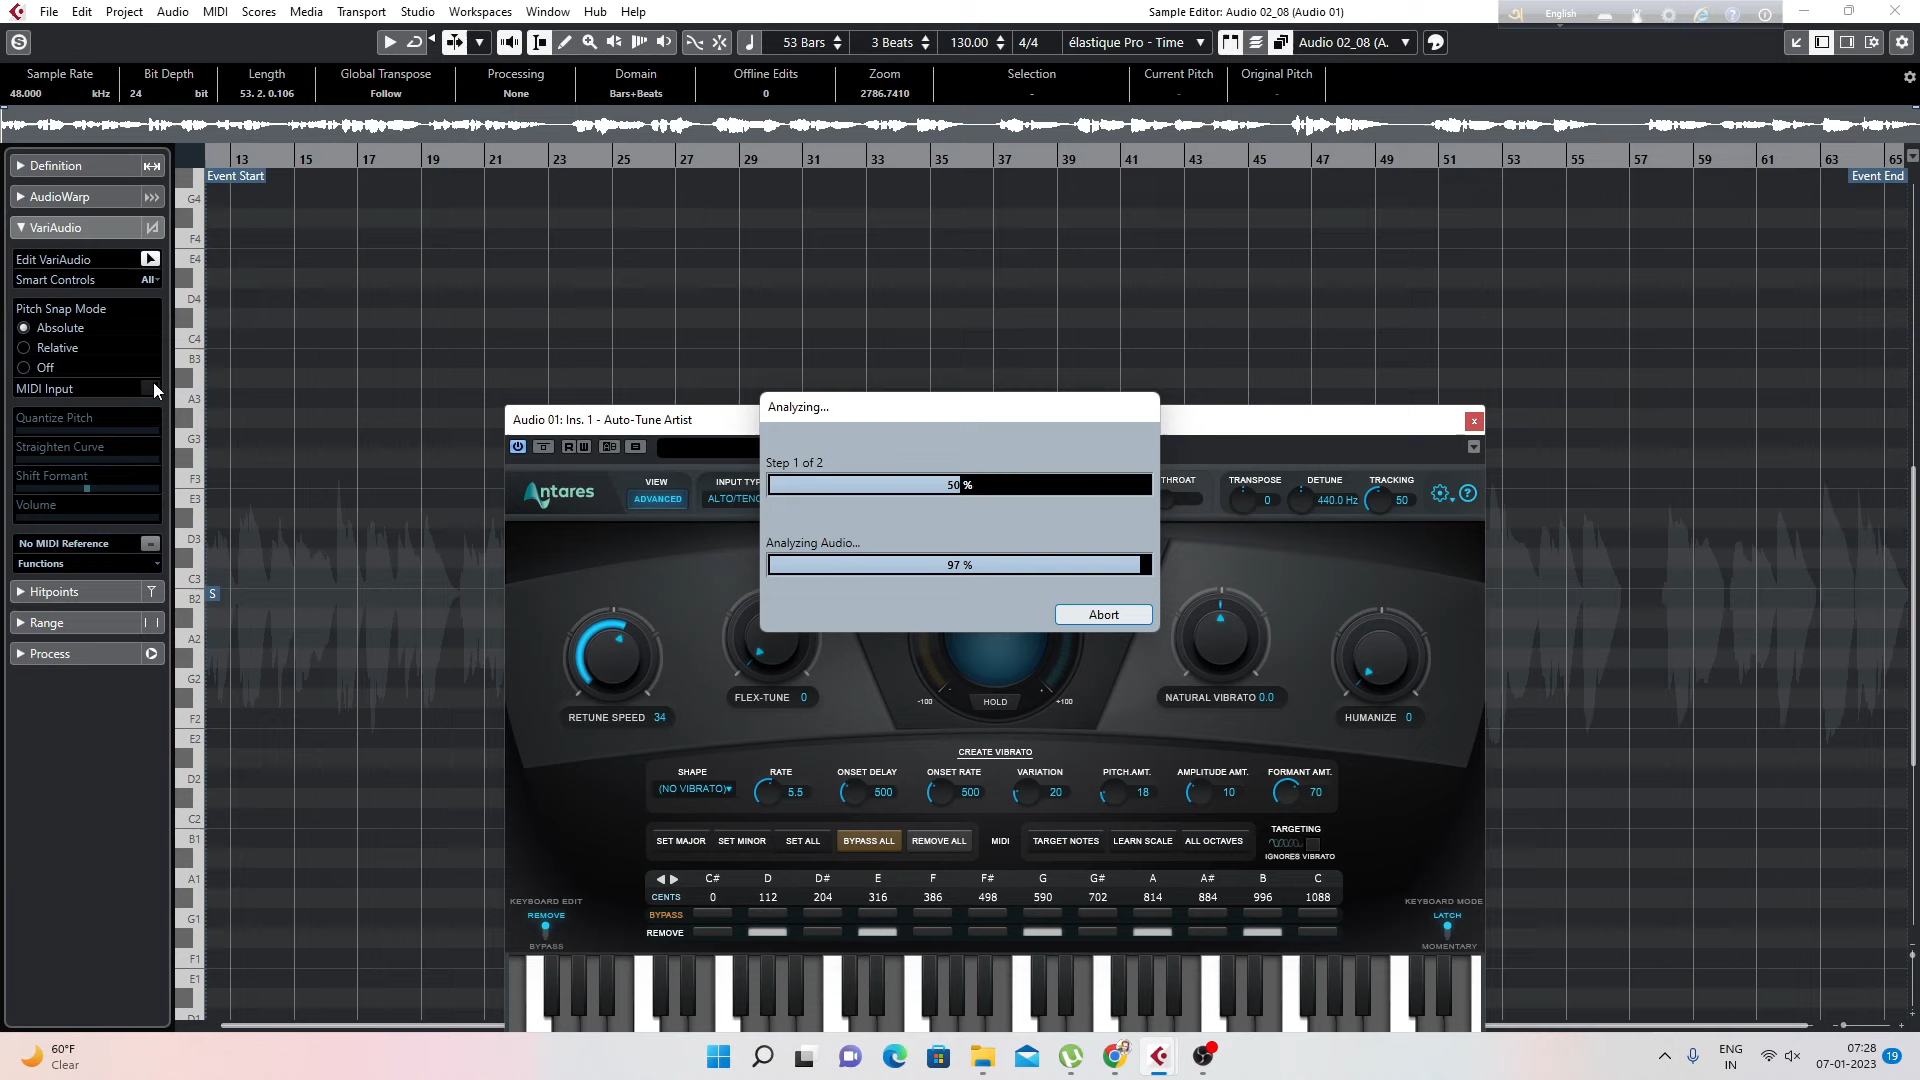 File Edit Project Audio MIDI Scores Media Transport Studio Workspaces Window Hub Help
Sample Editor: Audio 02_08 (Audio 01)
English
53 Bars 3 Beats 130.00 4/4 élastique Pro - Time Audio 02_08 (A.
Sample Rate Bit Depth Length Global Transpose Processing Domain Offline Edits Zoom Selection Current Pitch Original Pitch
48.000 kHz 24 bit 53. 2. 0.106 Follow None Bars+Beats 0 2786.7410 - - -
13 15 17 19 21 23 25 27 29 31 33 35 37 39 41 43 45 47 49 51 53 55 57 59 61 63 65
Event Start
Event End
Definition
AudioWarp
VariAudio
Edit VariAudio
Smart Controls All
Pitch Snap Mode
Absolute
Relative
Off
MIDI Input
Quantize Pitch
Straighten Curve
Shift Formant
Volume
No MIDI Reference
Functions
Hitpoints
Range
Process
G4
F4
E4
D4
C4
B3
A3
G3
F3
E3
D3
C3
B2
A2
G2
F2
E2
D2
C2
B1
A1
G1
F1
E1
D1
S
Audio 01: Ins. 1 - Auto-Tune Artist
x
R W
Antares
VIEW
ADVANCED
INPUT TYP
ALTO/TENO
THROAT
TRANSPOSE
0
DETUNE
440.0 Hz
TRACKING
50
?
Analyzing...
Step 1 of 2
50 %
Analyzing Audio...
97 %
Abort
RETUNE SPEED 34
FLEX-TUNE 0
-100 HOLD +100
NATURAL VIBRATO 0.0
HUMANIZE 0
CREATE VIBRATO
SHAPE RATE ONSET DELAY ONSET RATE VARIATION PITCH.AMT. AMPLITUDE AMT. FORMANT AMT.
(NO VIBRATO) 5.5 500 500 20 18 10 70
SET MAJOR SET MINOR SET ALL BYPASS ALL REMOVE ALL MIDI TARGET NOTES LEARN SCALE ALL OCTAVES
TARGETING
IGNORES VIBRATO
C# D D# E F F# G G# A A# B C
CENTS 0 112 204 316 386 498 590 702 814 884 996 1088
BYPASS
REMOVE
KEYBOARD EDIT
REMOVE
BYPASS
KEYBOARD MODE
LATCH
MOMENTARY
60°F
Clear
ENG
IN
07:28
07-01-2023
19